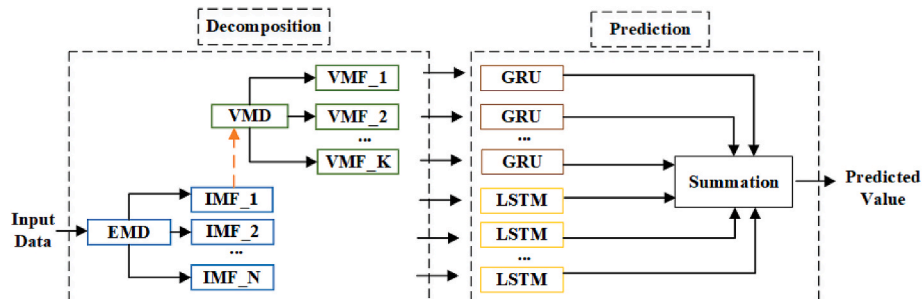 Decomposition
Prediction
VMF_1
GRU
VMD
VMF_2
GRU
...
...
VMF_K
GRU
Summation
Predicted
Value
IMF_1
LSTM
Input
Data
EMD
IMF_2
LSTM
...
...
IMF_N
LSTM